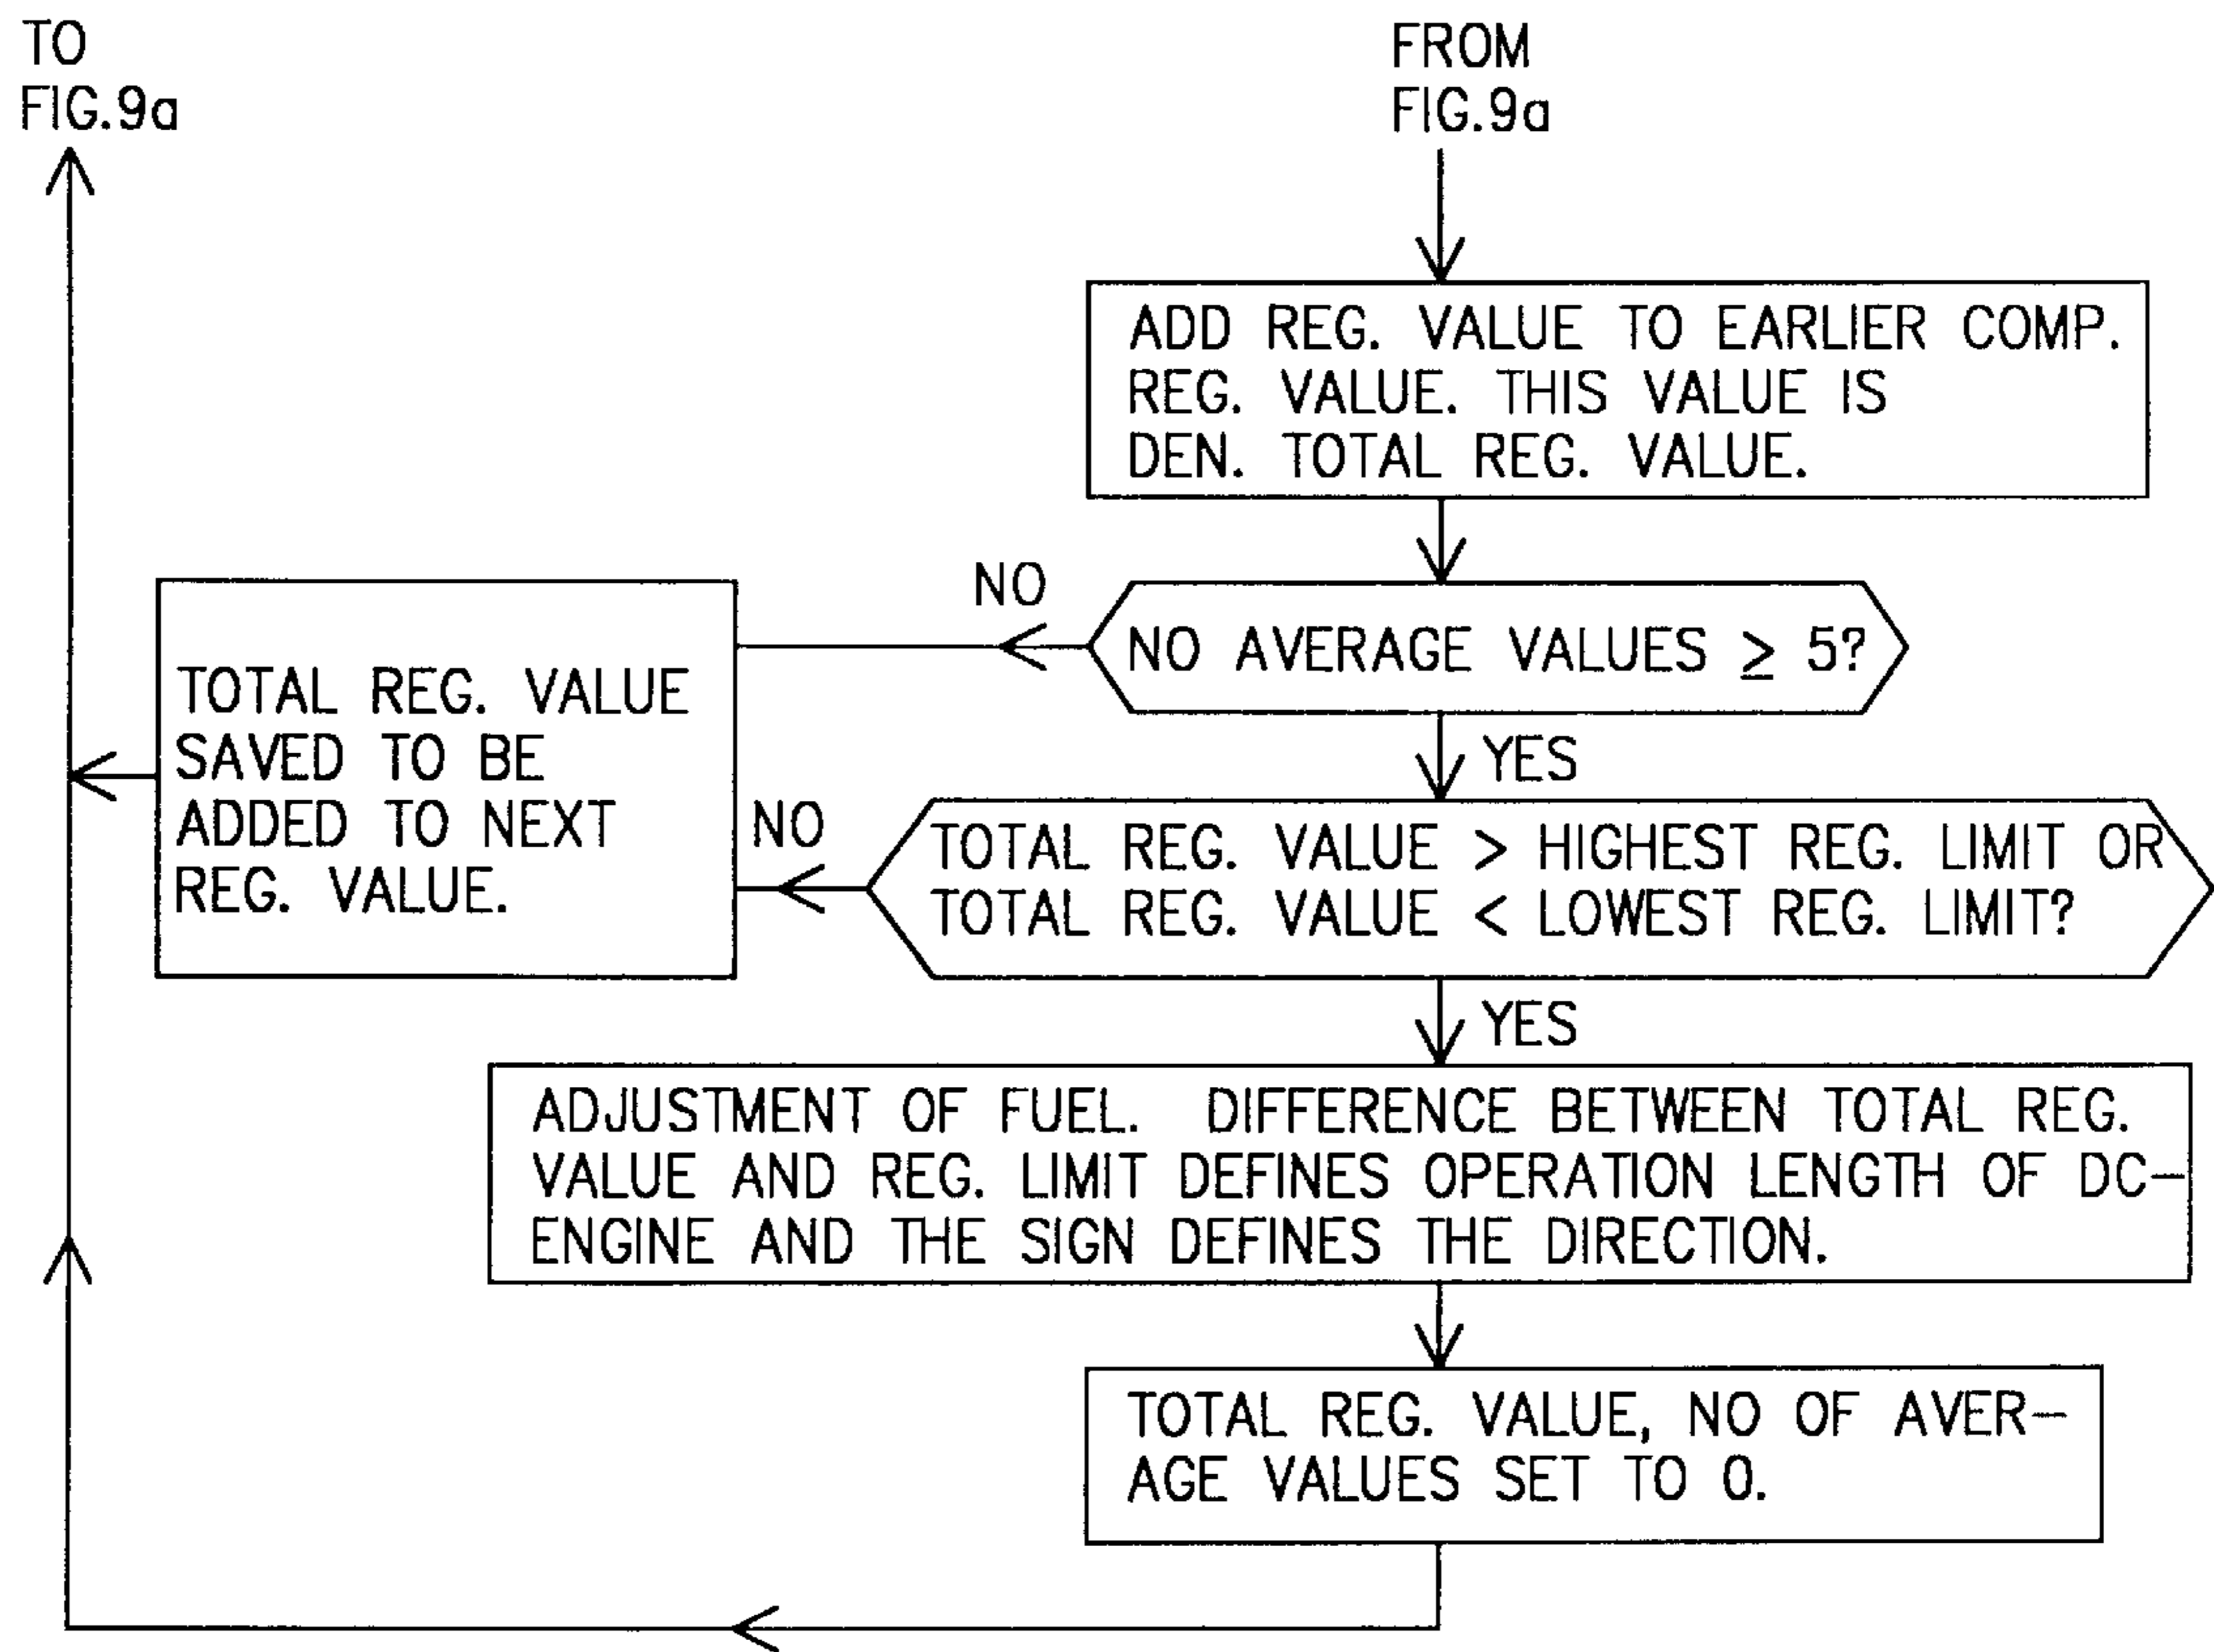 TO
FIG.9a
FROM
FIG.9a
ADD REG. VALUE TO EARLIER COMP.
REG. VALUE. THIS VALUE IS
DEN. TOTAL REG. VALUE.
NO
NO AVERAGE VALUES ≥ 5?
TOTAL REG. VALUE
SAVED TO BE
ADDED TO NEXT
REG. VALUE.
YES
NO
TOTAL REG. VALUE > HIGHEST REG. LIMIT OR
TOTAL REG. VALUE < LOWEST REG. LIMIT?
YES
ADJUSTMENT OF FUEL. DIFFERENCE BETWEEN TOTAL REG.
VALUE AND REG. LIMIT DEFINES OPERATION LENGTH OF DC-
ENGINE AND THE SIGN DEFINES THE DIRECTION.
TOTAL REG. VALUE, NO OF AVER-
AGE VALUES SET TO 0.